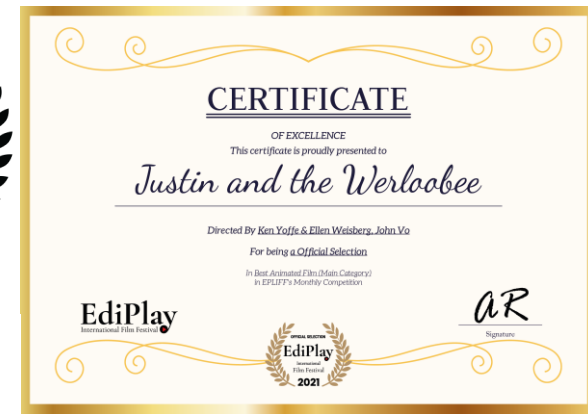 CERTIFICATE
OF EXCELLENCE
This certificate is proudly presented to
Justin and the Werloobee
Directed By Ken Yoffe & Ellen Weisberg, John Vo
For being a Official Selection
In Best Animated Film (Main Category)
in EPLIFF's Monthly Competition
EdiPlay
International Film Festival
AR
Signature
OFFICIAL SELECTION
EdiPlay
International
Film Festival
2021